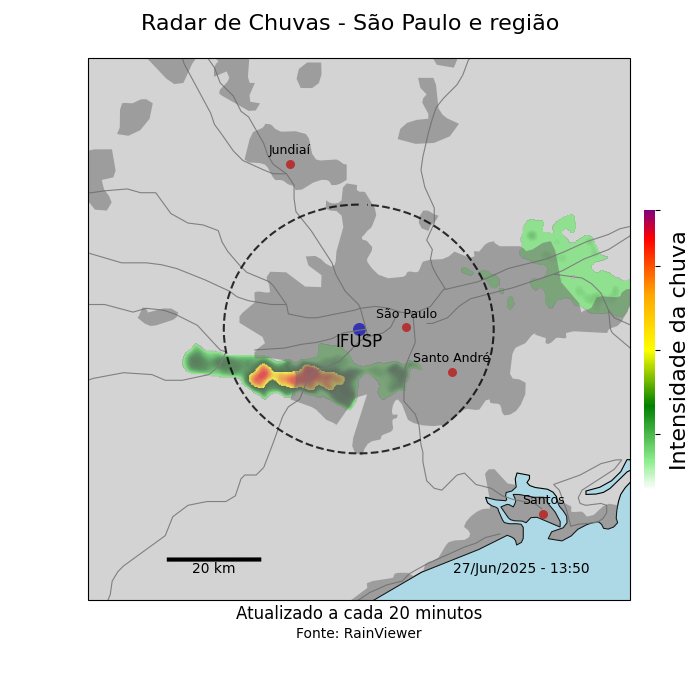 Radar de Chuvas - São Paulo e região
Jundiaí
São Paulo
IFUSP
Santo André
Intensidade da chuva
Santos
20 km
27/Jun/2025 - 13:50
Atualizado a cada 20 minutos
Fonte: RainViewer